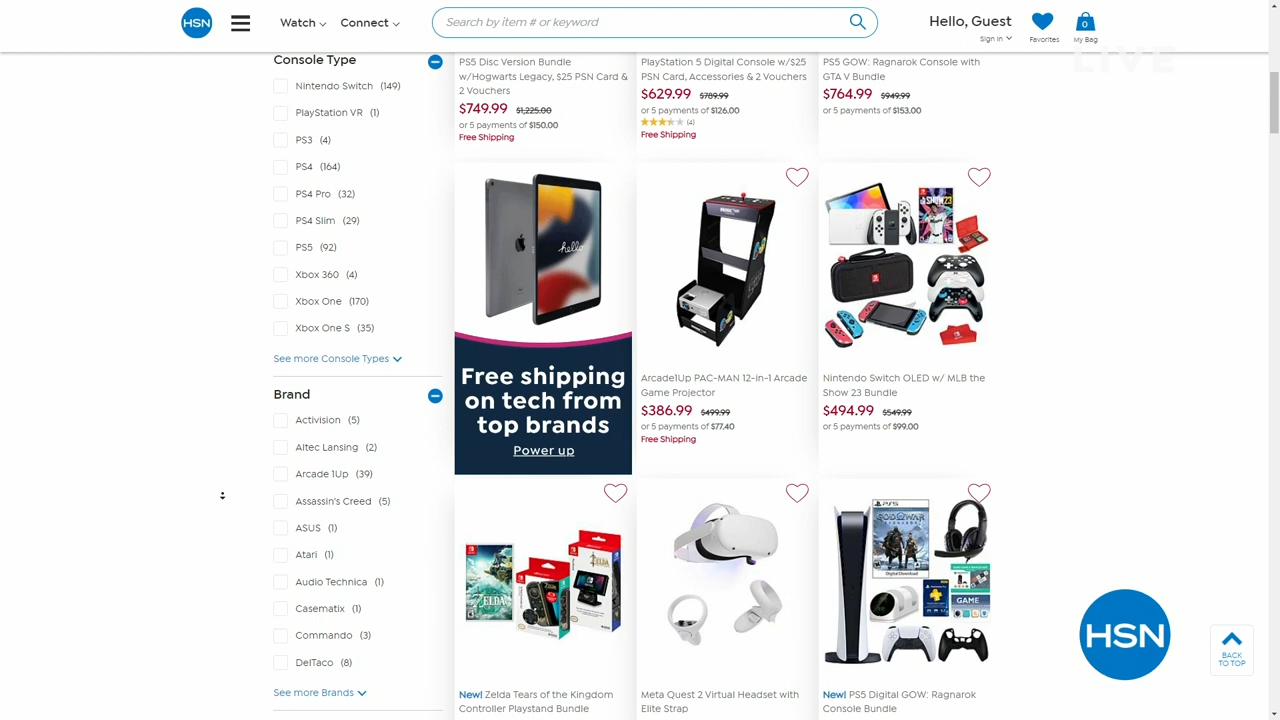 HSN
Watch
Connect
Search by item # or keyword
Hello, Guest
Sign In
Favorites
0
My Bag
LIVE
Console Type
Nintendo Switch (149)
PlayStation VR (1)
PS3 (4)
PS4 (164)
PS4 Pro (32)
PS4 Slim (29)
PS5 (92)
Xbox 360 (4)
Xbox One (170)
Xbox One S (35)
See more Console Types
Brand
Activision (5)
Altec Lansing (2)
Arcade 1Up (39)
Assassin's Creed (5)
ASUS (1)
Atari (1)
Audio Technica (1)
Casematix (1)
Commando (3)
DelTaco (8)
See more Brands
PS5 Disc Version Bundle
w/Hogwarts Legacy, $25 PSN Card &
2 Vouchers
$749.99 $1,225.00
or 5 payments of $150.00
Free Shipping
PlayStation 5 Digital Console w/$25
PSN Card, Accessories & 2 Vouchers
$629.99 $789.99
or 5 payments of $126.00
(4)
Free Shipping
PS5 GOW: Ragnarok Console with
GTA V Bundle
$764.99 $949.99
or 5 payments of $153.00
hello
Free shipping
on tech from
top brands
Power up
Arcade1Up PAC-MAN 12-in-1 Arcade
Game Projector
$386.99 $499.99
or 5 payments of $77.40
Free Shipping
Nintendo Switch OLED w/ MLB the
Show 23 Bundle
$494.99 $549.99
or 5 payments of $99.00
ZELDA
New! Zelda Tears of the Kingdom
Controller Playstand Bundle
Meta Quest 2 Virtual Headset with
Elite Strap
PS5
GOD OF WAR
Digital Download
GAME
New! PS5 Digital GOW: Ragnarok
Console Bundle
HSN
BACK
TO TOP